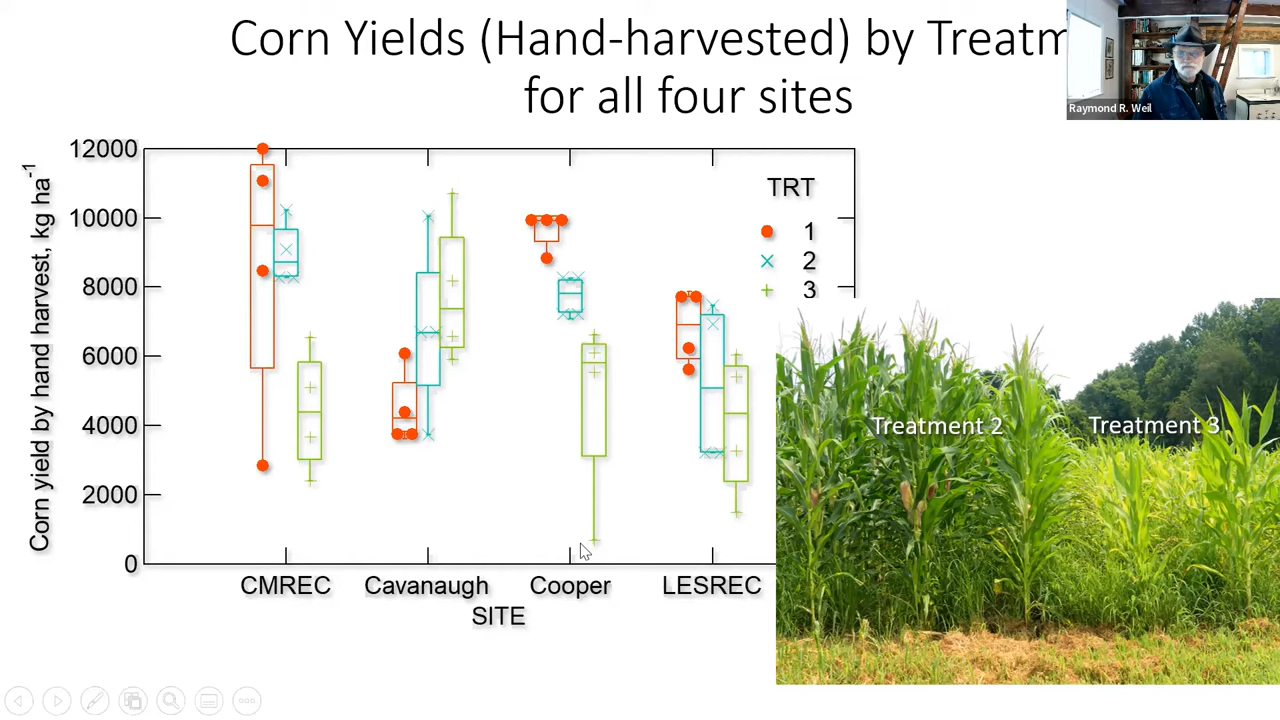 Corn Yields (Hand-harvested) by Treatm
for all four sites
Raymond R. Weil
Corn yield by hand harvest, kg ha-1
12000
10000
8000
6000
4000
2000
0
TRT
1
2
3
CMREC
Cavanaugh
Cooper
LESREC
SITE
Treatment 2
Treatment 3